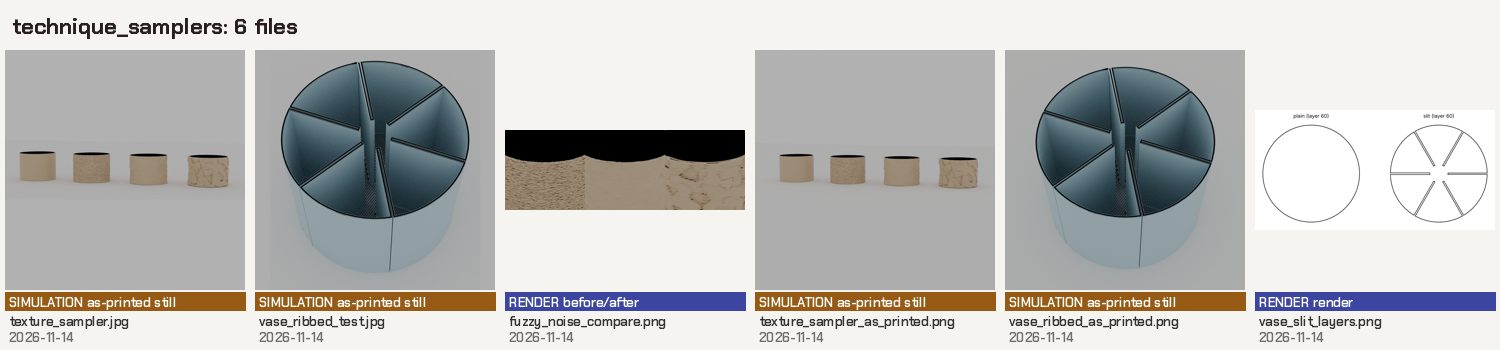 technique_samplers: 6 files
plain (layer 60)
slit (layer 60)
SIMULATION as-printed still
texture_sampler.jpg
2026-11-14
SIMULATION as-printed still
vase_ribbed_test.jpg
2026-11-14
RENDER before/after
fuzzy_noise_compare.png
2026-11-14
SIMULATION as-printed still
texture_sampler_as_printed.png
2026-11-14
SIMULATION as-printed still
vase_ribbed_as_printed.png
2026-11-14
RENDER render
vase_slit_layers.png
2026-11-14